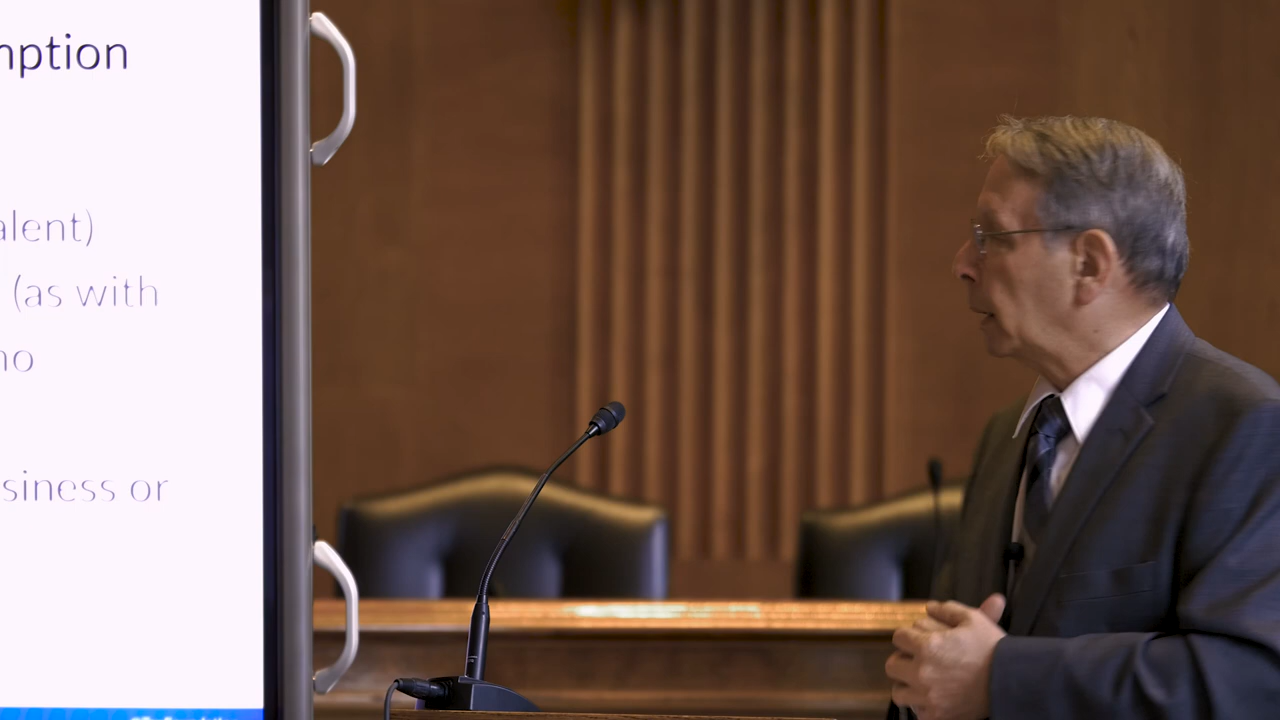 mption
alent)
(as with
no
siness or